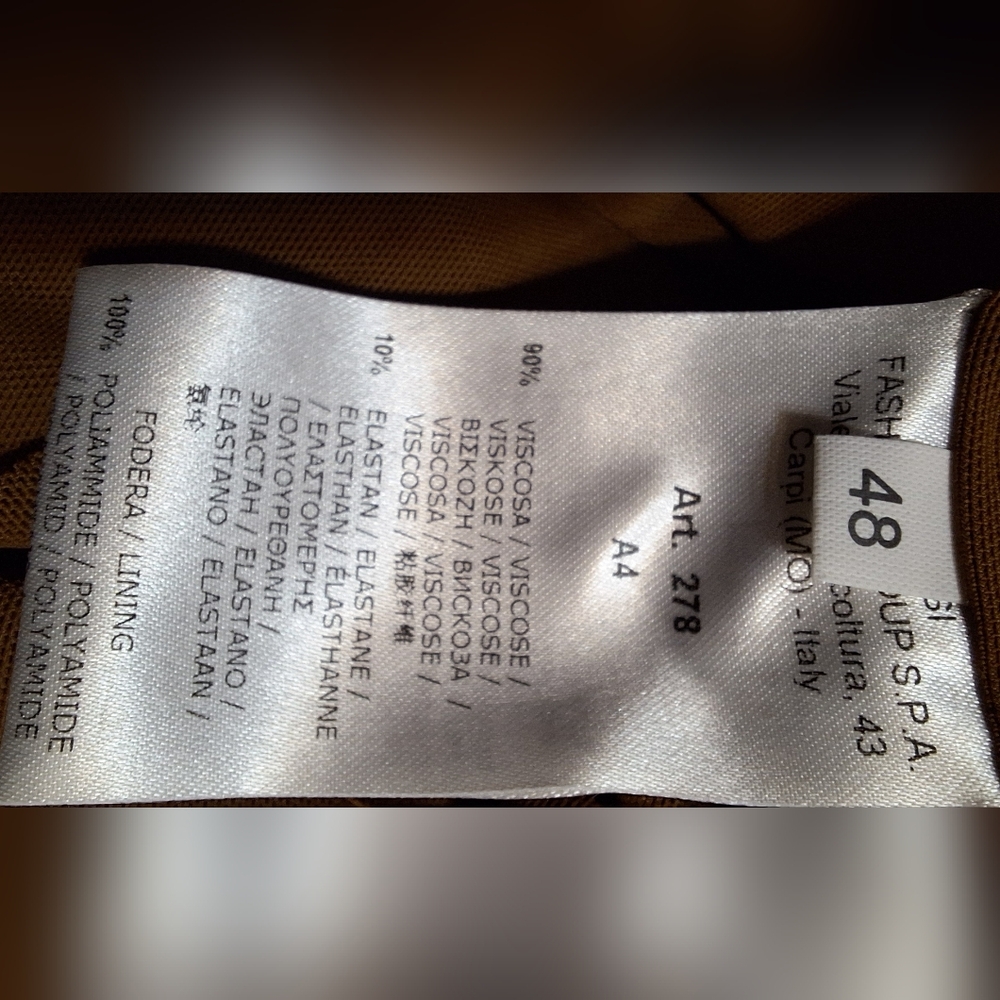 SI
FASH UP S.P.A.
Viale coltura, 43
Carpi (MO) - Italy
48
Art. 278
A4
90% VISCOSA / VISCOSE /
VISKOSE / VISCOSE /
ΒΙΣΚΟΖΗ / ВИСКОЗА /
VISCOSA / VISCOSE /
VISCOSE / 粘胶纤维
10% ELASTAN / ELASTANE /
ELASTHAN / ÉLASTHANNE
/ ΕΛΑΣΤΟΜΕΡΗΣ
ΠΟΛΥΟΥΡΕΘΑΝΗ /
ЭЛАСТАН / ELASTANO /
ELASTANO / ELASTAAN /
氨纶
FODERA / LINING
100% POLIAMMIDE / POLYAMIDE
/ POLYAMID / POLYAMIDE